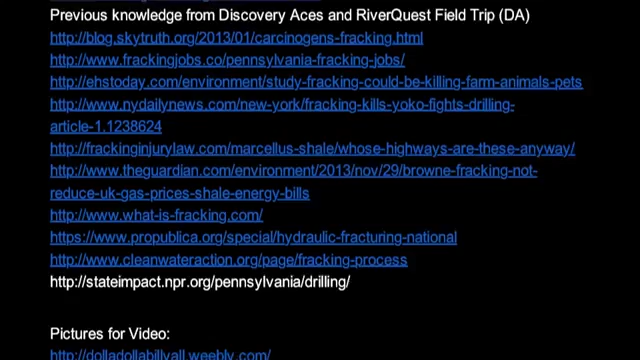 Previous knowledge from Discovery Aces and RiverQuest Field Trip (DA)
http://blog.skytruth.org/2013/01/carcinogens-fracking.html
http://www.frackingjobs.co/pennsylvania-fracking-jobs/
http://ehstoday.com/environment/study-fracking-could-be-killing-farm-animals-pets
http://www.nydailynews.com/new-york/fracking-kills-yoko-fights-drilling-
article-1.1238624
http://frackinginjurylaw.com/marcellus-shale/whose-highways-are-these-anyway/
http://www.theguardian.com/environment/2013/nov/29/browne-fracking-not-
reduce-uk-gas-prices-shale-energy-bills
http://www.what-is-fracking.com/
https://www.propublica.org/special/hydraulic-fracturing-national
http://www.cleanwateraction.org/page/fracking-process
http://stateimpact.npr.org/pennsylvania/drilling/
Pictures for Video:
http://dolladollabillyall.weebly.com/